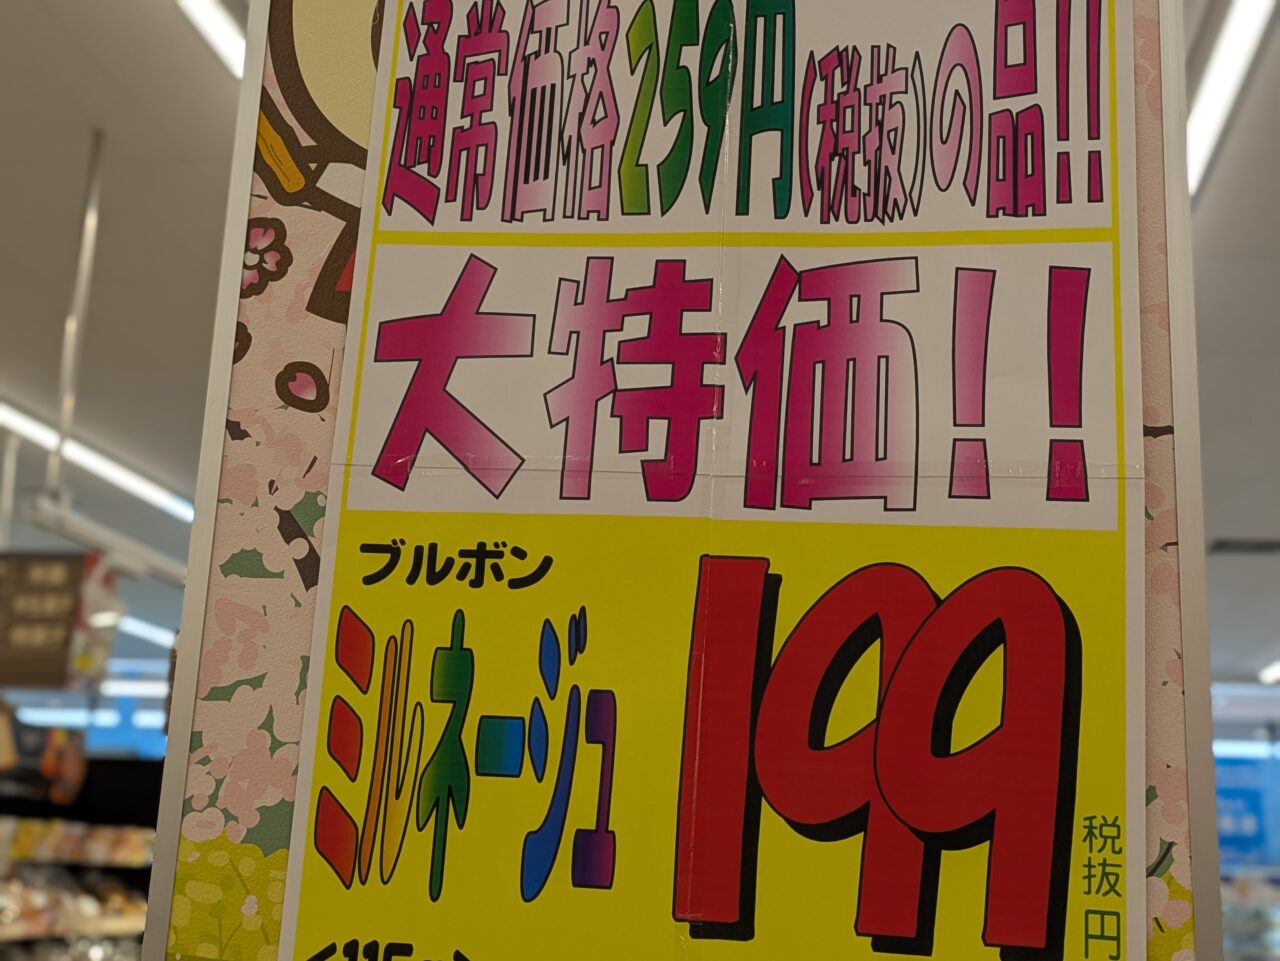 通常価格259円(税抜)の品!!
大特価!!
ブルボン
ミルネージュ
199
税抜
円